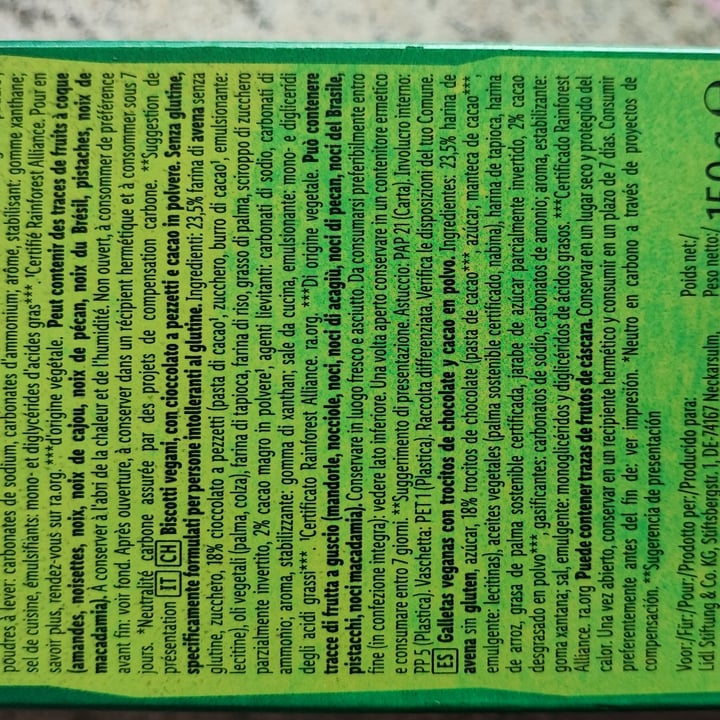 poudres à lever: carbonates de sodium, carbonates d'ammonium; arôme, stabilisant: gomme xanthane;
sel de cuisine, émulsifiants: mono- et diglycérides d'acides gras***. ¹Certifié Rainforest Alliance. Pour en
savoir plus, rendez-vous sur ra.org. ***d'origine végétale. Peut contenir des traces de fruits à coque
(amandes, noisettes, noix, noix de cajou, noix de pécan, noix du Brésil, pistaches, noix de
macadamia). À conserver à l'abri de la chaleur et de l'humidité. Non ouvert, à consommer de préférence
avant fin: voir fond. Après ouverture, à conserver dans un récipient hermétique et à consommer sous 7
jours. *Neutralité carbone assurée par des projets de compensation carbone. **Suggestion de
présentation IT CH Biscotti vegani, con cioccolato a pezzetti e cacao in polvere. Senza glutine,
specificamente formulati per persone intolleranti al glutine. Ingredienti: 23,5% farina di avena senza
glutine, zucchero, 18% cioccolato a pezzetti (pasta di cacao¹, zucchero, burro di cacao¹, emulsionante:
lecitine), oli vegetali (palma, colza), farina di tapioca, farina di riso, grasso di palma, sciroppo di zucchero
parzialmente invertito, 2% cacao magro in polvere¹, agenti lievitanti: carbonati di sodio, carbonati di
ammonio; aroma, stabilizzante: gomma di xanthan; sale da cucina, emulsionante: mono- e digliceridi
degli acidi grassi***. ¹Certificato Rainforest Alliance. ra.org. ***Di origine vegetale. Può contenere
tracce di frutta a guscio (mandorle, nocciole, noci, noci di acagiù, noci di pecan, noci del Brasile,
pistacchi, noci macadamia). Conservare in luogo fresco e asciutto. Da consumarsi preferibilmente entro
fine (in confezione integra): vedere lato inferiore. Una volta aperto conservare in un contenitore ermetico
e consumare entro 7 giorni. **Suggerimento di presentazione. Astuccio: PAP 21 (Carta). Involucro interno:
PP 5 (Plastica). Vaschetta: PET 1 (Plastica). Raccolta differenziata. Verifica le disposizioni del tuo Comune.
ES Galletas veganas con trocitos de chocolate y cacao en polvo. Ingredientes: 23,5% harina de
avena sin gluten, azúcar, 18% trocitos de chocolate (pasta de cacao***, azúcar, manteca de cacao***,
emulgente: lecitinas), aceites vegetales (palma sostenible certificado, nabina), harina de tapioca, harina
de arroz, grasa de palma sostenible certificada, jarabe de azúcar parcialmente invertido, 2% cacao
desgrasado en polvo***, gasificantes: carbonatos de sodio, carbonatos de amonio; aroma, estabilizante:
goma xantana; sal, emulgente: monoglicéridos y diglicéridos de ácidos grasos. ***Certificado Rainforest
Alliance. ra.org Puede contener trazas de frutos de cáscara. Conservar en un lugar seco y protegido del
calor. Una vez abierto, conservar en un recipiente hermético y consumir en un plazo de 7 días. Consumir
preferentemente antes del fin de: ver impresión. *Neutro en carbono a través de proyectos de
compensación. **Sugerencia de presentación
Voor:/Für:/Pour:/Prodotto per:/Producido para:
Lidl Stiftung & Co. KG, Stiftsbergstr. 1 DE-74167 Neckarsulm
Poids net:/
Peso netto:/
150 g